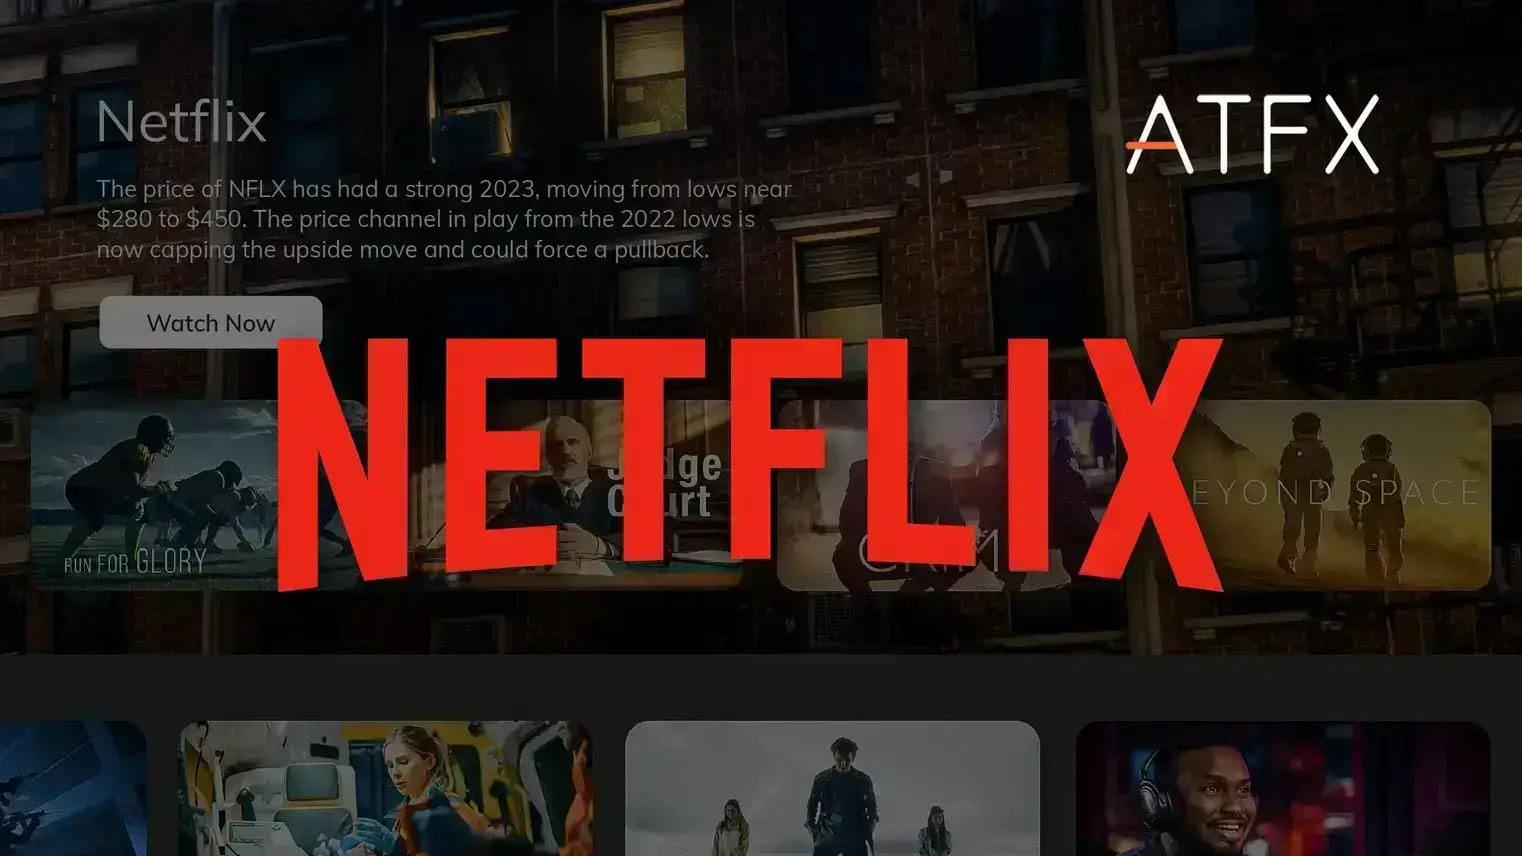 Netflix
ATFX
The price of NFLX has had a strong 2023, moving from lows near
$280 to $450. The price channel in play from the 2022 lows is
now capping the upside move and could force a pullback.
Watch Now
NETFLIX
RUN FOR GLORY
Court
SPACE